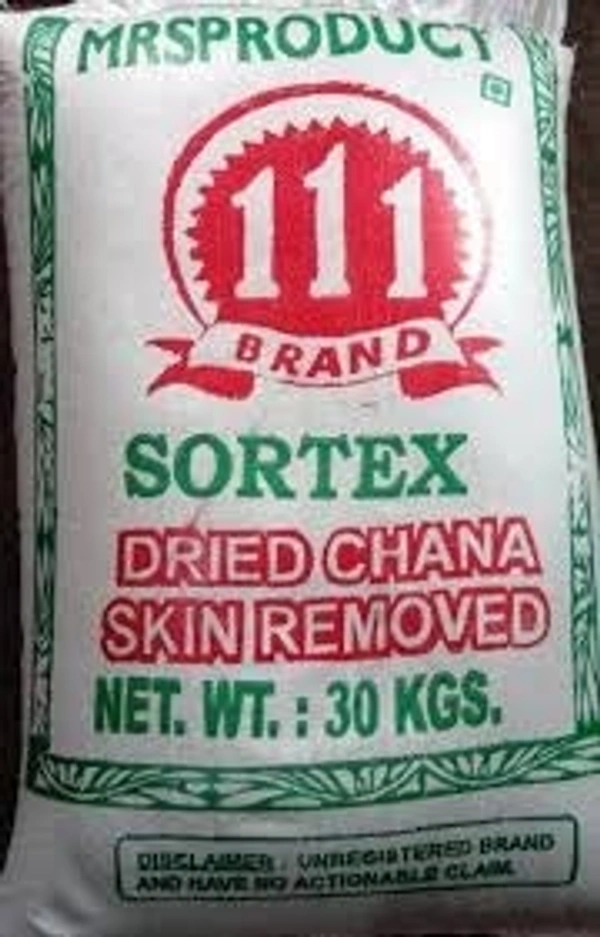 MRSPRODUCT
111
BRAND
SORTEX
DRIED CHANA
SKIN REMOVED
NET. WT. : 30 KGS.
DISCLAIMER : UNREGISTERED BRAND
AND HAVE NO ACTIONABLE CLAIM.